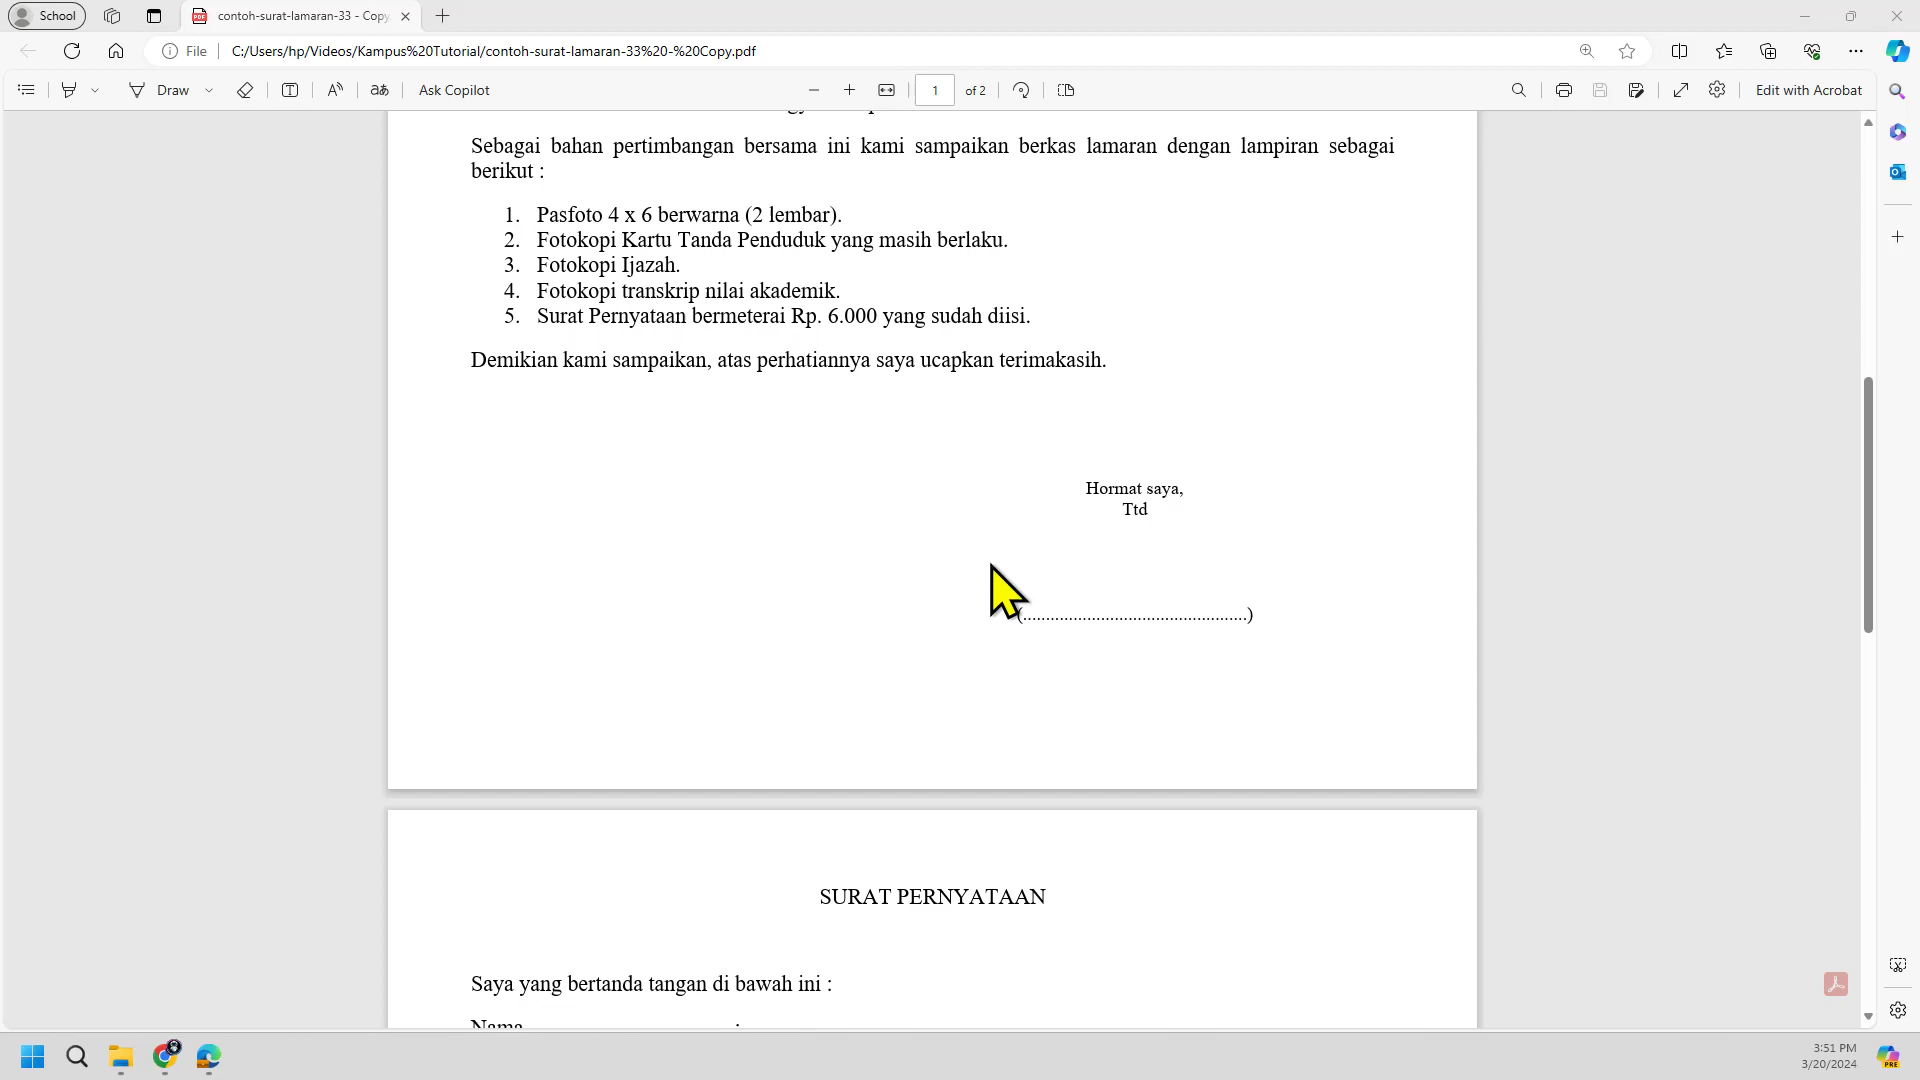 School
contoh-surat-lamaran-33 - Copy
File
C:/Users/hp/Videos/Kampus%20Tutorial/contoh-surat-lamaran-33%20-%20Copy.pdf
Draw
Ask Copilot
1 of 2
Edit with Acrobat
Sebagai bahan pertimbangan bersama ini kami sampaikan berkas lamaran dengan lampiran sebagai
berikut :
1. Pasfoto 4 x 6 berwarna (2 lembar).
2. Fotokopi Kartu Tanda Penduduk yang masih berlaku.
3. Fotokopi Ijazah.
4. Fotokopi transkrip nilai akademik.
5. Surat Pernyataan bermeterai Rp. 6.000 yang sudah diisi.
Demikian kami sampaikan, atas perhatiannya saya ucapkan terimakasih.
Hormat saya,
Ttd
(.................................................)
SURAT PERNYATAAN
Saya yang bertanda tangan di bawah ini :
Nama :
3:51 PM
3/20/2024